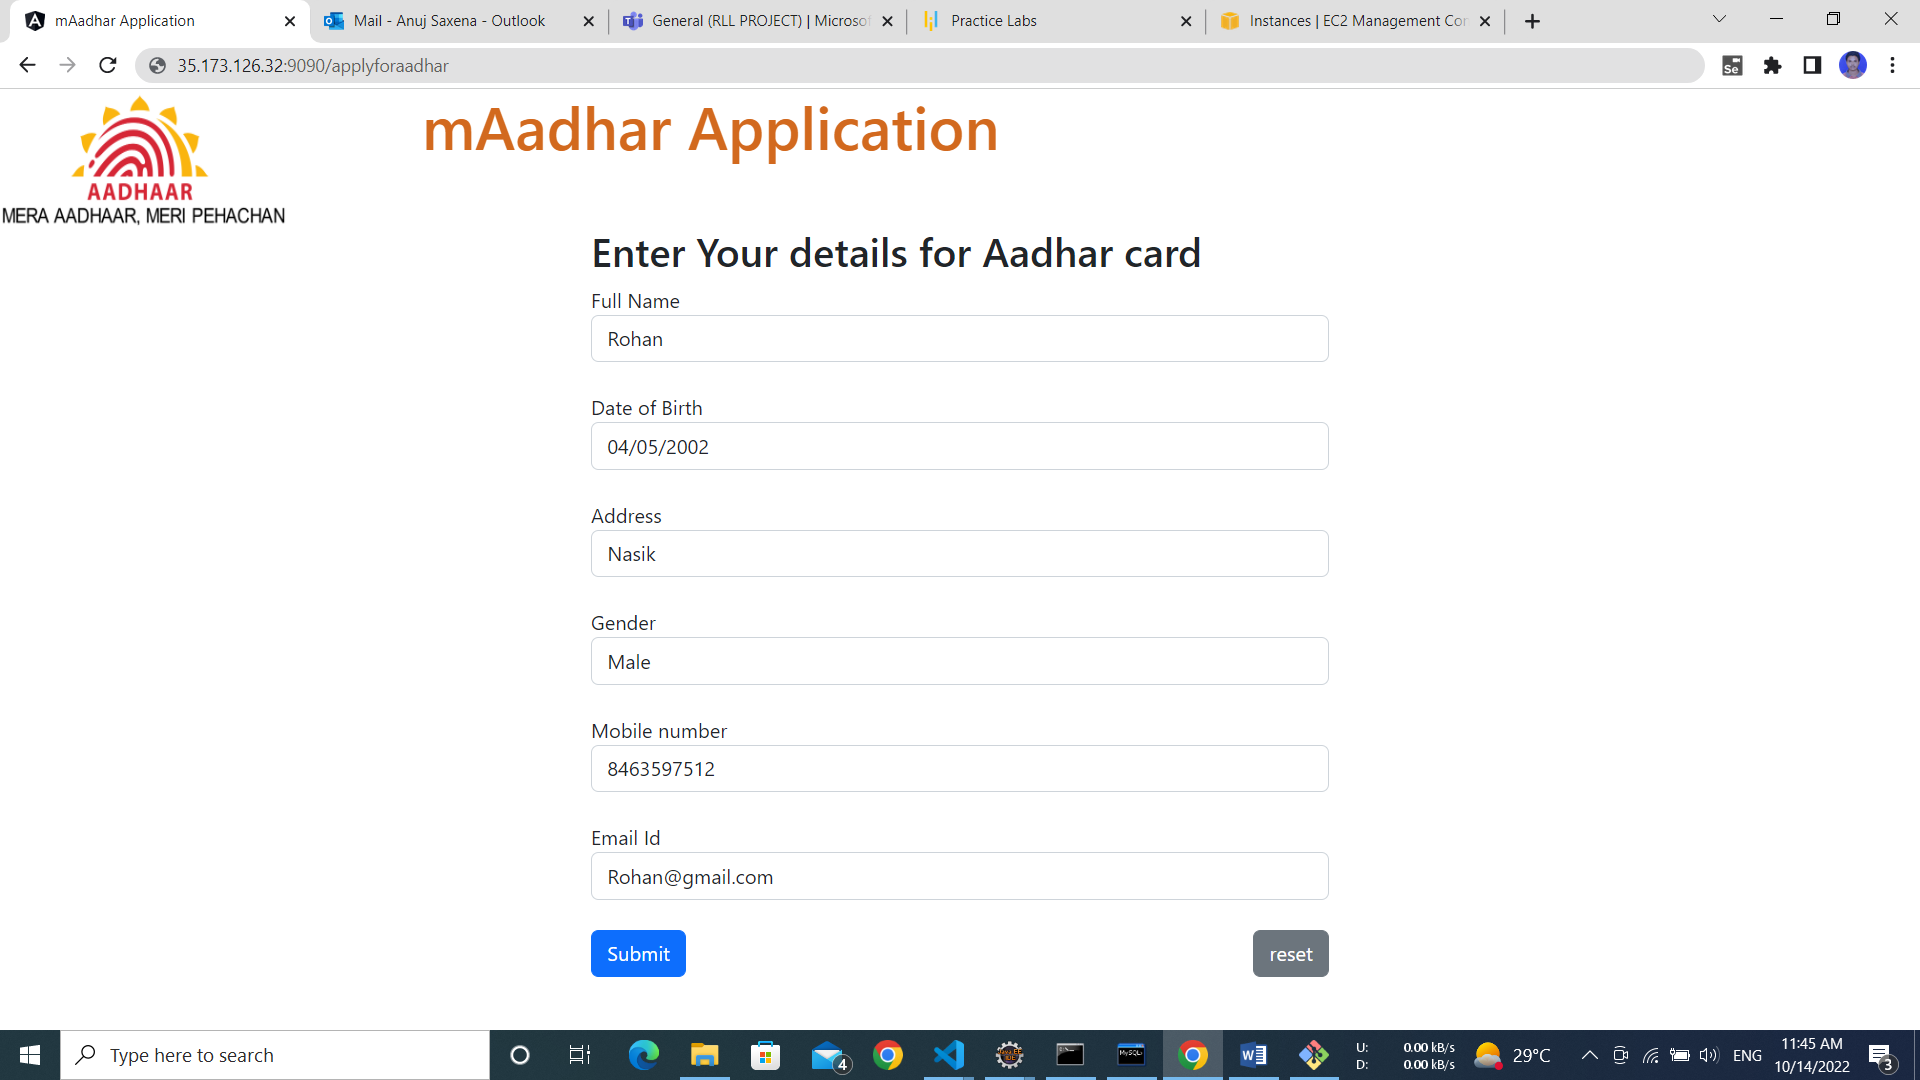 mAadhar Application
Mail - Anuj Saxena - Outlook
General (RLL PROJECT) | Microsof
Practice Labs
Instances | EC2 Management Con
35.173.126.32:9090/applyforaadhar
Se
AADHAAR
MERA AADHAAR, MERI PEHACHAN
mAadhar Application
Enter Your details for Aadhar card
Full Name
Rohan
Date of Birth
04/05/2002
Address
Nasik
Gender
Male
Mobile number
8463597512
Email Id
Rohan@gmail.com
Submit
reset
Type here to search
4
U: 0.00 kB/s
D: 0.00 kB/s
29°C
ENG
11:45 AM
10/14/2022
3